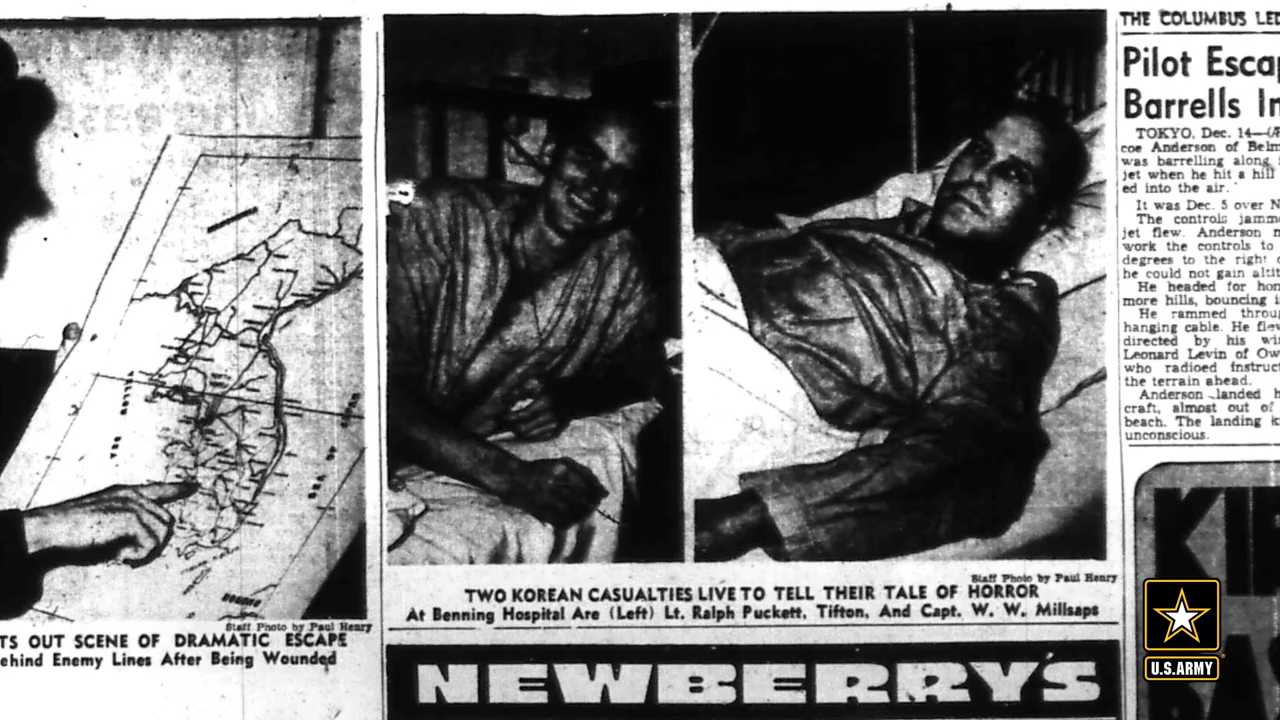 Staff Photo by Paul Henry
TS OUT SCENE OF DRAMATIC ESCAPE
ehind Enemy Lines After Being Wounded
Staff Photo by Paul Henry
TWO KOREAN CASUALTIES LIVE TO TELL THEIR TALE OF HORROR
At Benning Hospital Are (Left) Lt. Ralph Puckett, Tifton, And Capt. W. W. Millsaps
NEWBERRY'S
THE COLUMBUS LED
Pilot Esca
Barrells In
TOKYO, Dec. 14—(
coe Anderson of Belm
was barrelling along
jet when he hit a hill
ed into the air.
It was Dec. 5 over N
The controls jamm
jet flew. Anderson
work the controls to
degrees to the right
he could not gain alti
He headed for hom
more hills, bouncing
He rammed throu
hanging cable. He flew
directed by his win
Leonard Levin of Ow
who radioed instruc
the terrain ahead.
Anderson landed h
craft, almost out of
beach. The landing
unconscious.
U.S.ARMY